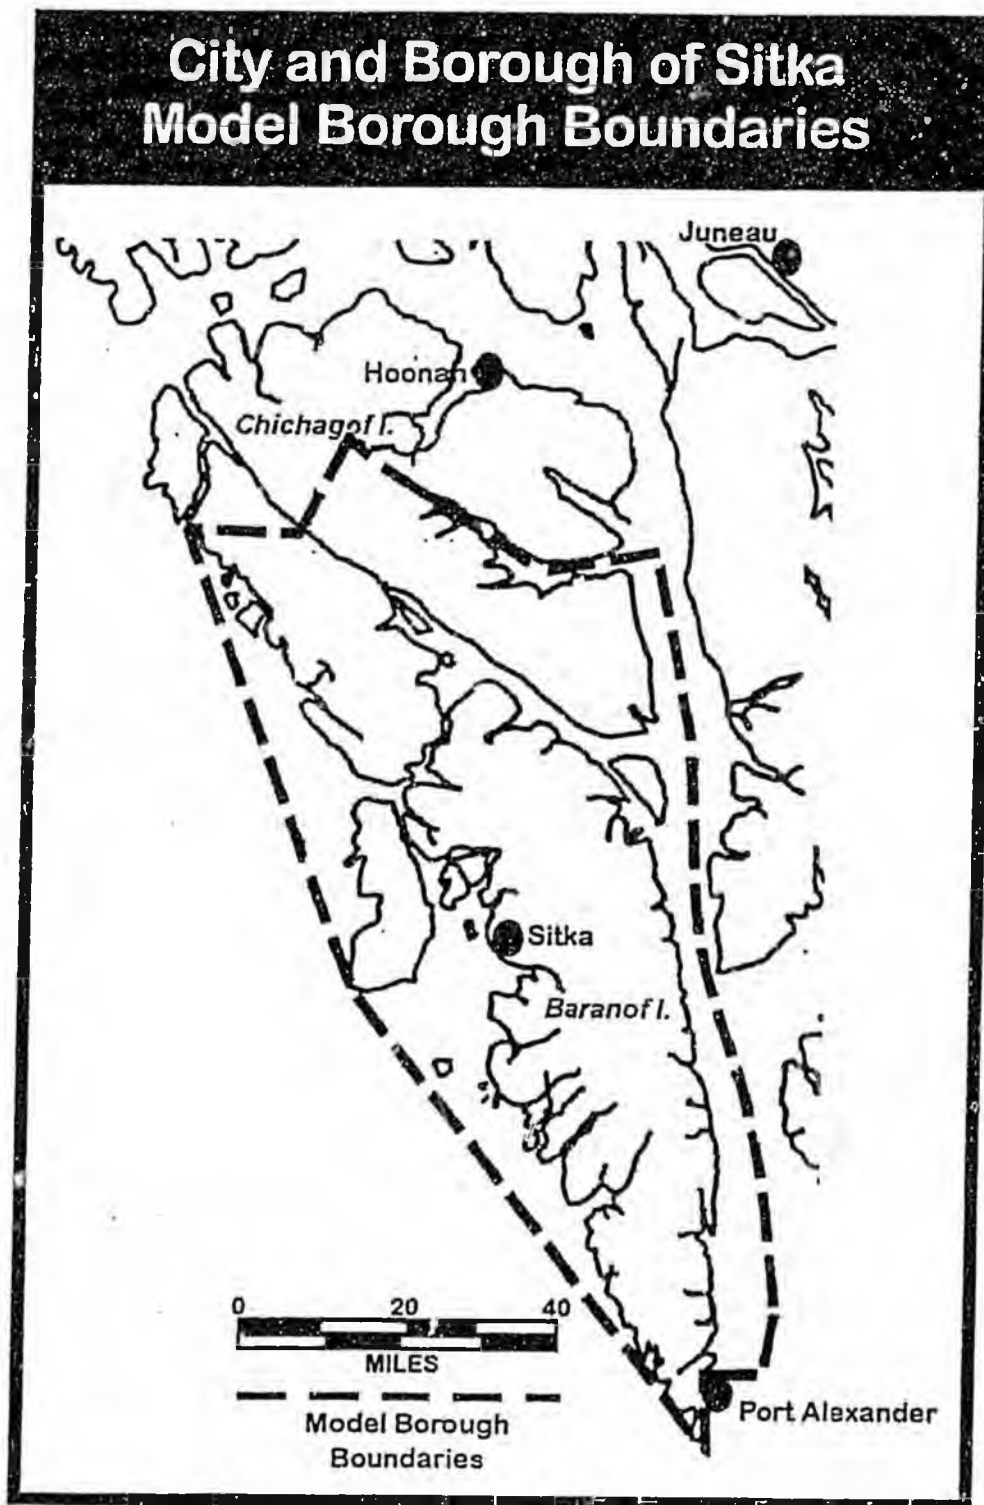 City and Borough of Sitka
Model Borough Boundaries
Juneau
Hoonah
Chichagof I.
Sitka
Baranof I.
0 20 40
MILES
Model Borough
Boundaries
Port Alexander